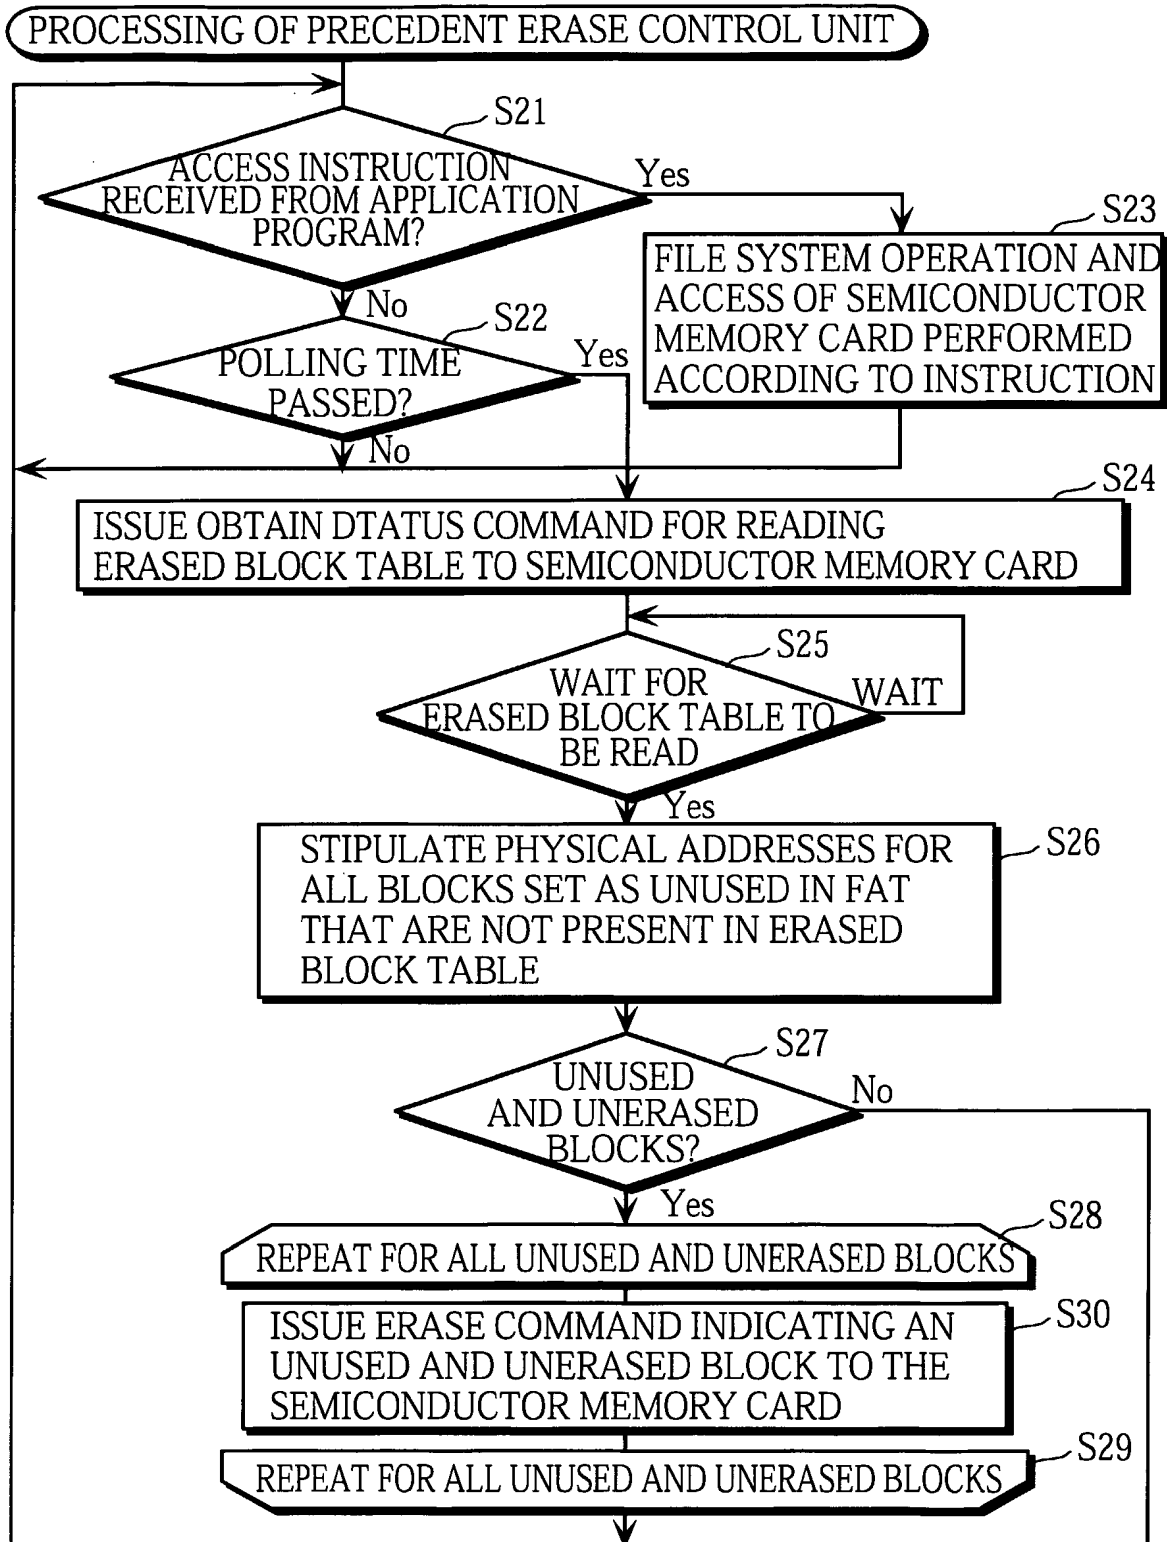 PROCESSING OF PRECEDENT ERASE CONTROL UNIT
S21
ACCESS INSTRUCTION
RECEIVED FROM APPLICATION
PROGRAM?
Yes
No
S23
FILE SYSTEM OPERATION AND
ACCESS OF SEMICONDUCTOR
MEMORY CARD PERFORMED
ACCORDING TO INSTRUCTION
S22
POLLING TIME
PASSED?
Yes
No
S24
ISSUE OBTAIN DTATUS COMMAND FOR READING
ERASED BLOCK TABLE TO SEMICONDUCTOR MEMORY CARD
S25
WAIT FOR
ERASED BLOCK TABLE TO
BE READ
WAIT
Yes
S26
STIPULATE PHYSICAL ADDRESSES FOR
ALL BLOCKS SET AS UNUSED IN FAT
THAT ARE NOT PRESENT IN ERASED
BLOCK TABLE
S27
UNUSED
AND UNERASED
BLOCKS?
No
Yes
S28
REPEAT FOR ALL UNUSED AND UNERASED BLOCKS
S30
ISSUE ERASE COMMAND INDICATING AN
UNUSED AND UNERASED BLOCK TO THE
SEMICONDUCTOR MEMORY CARD
S29
REPEAT FOR ALL UNUSED AND UNERASED BLOCKS